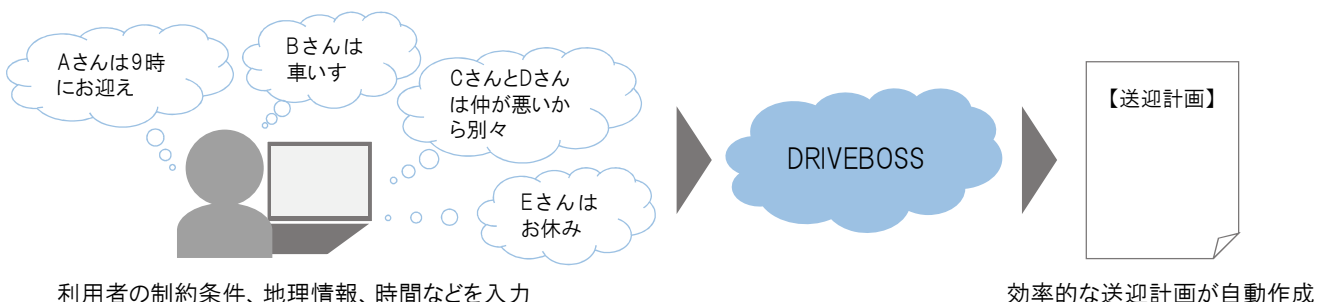 Aさんは9時
にお迎え
Bさんは
車いす
CさんとDさん
は仲が悪いか
ら別々
Eさんは
お休み
DRIVEBOSS
【送迎計画】
利用者の制約条件、地理情報、時間などを入力
効率的な送迎計画が自動作成